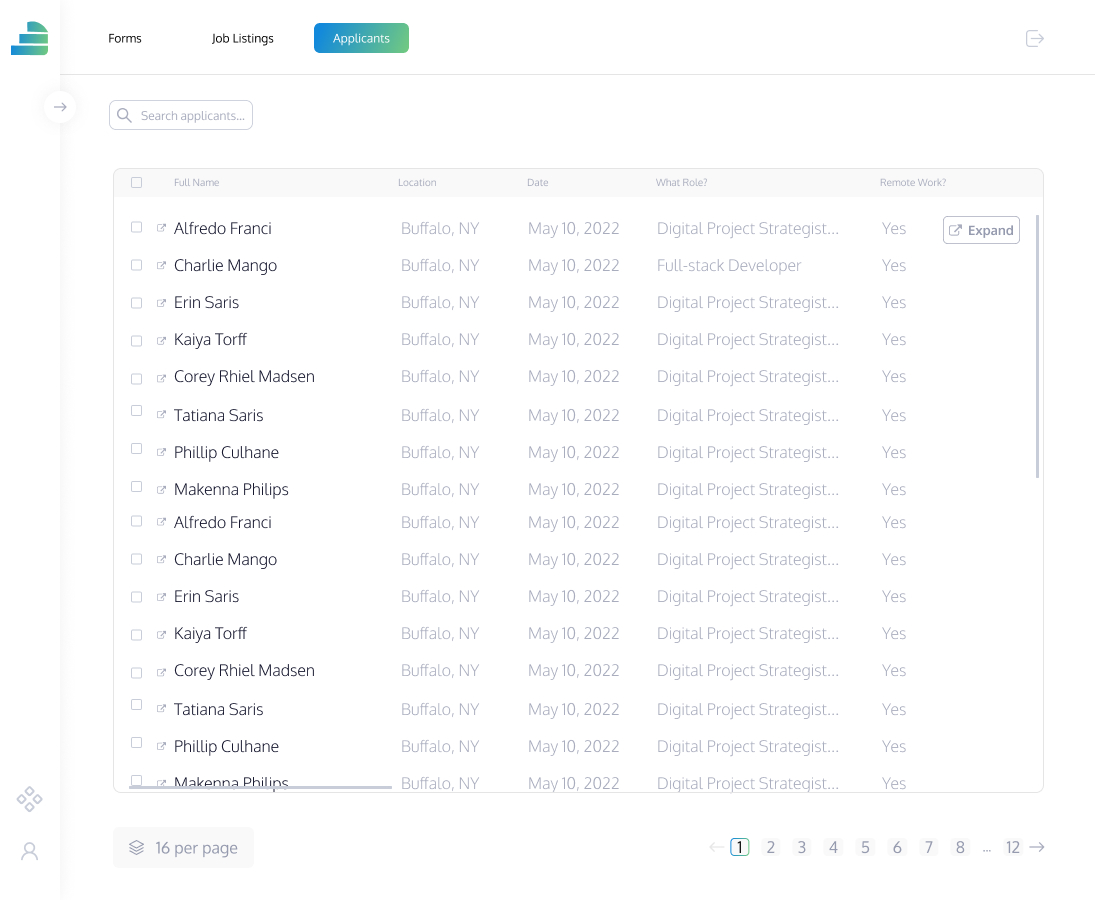 Forms Job Listings Applicants
Search applicants...
Full Name Location Date What Role? Remote Work?
Alfredo Franci Buffalo, NY May 10, 2022 Digital Project Strategist... Yes Expand
Charlie Mango Buffalo, NY May 10, 2022 Full-stack Developer Yes
Erin Saris Buffalo, NY May 10, 2022 Digital Project Strategist... Yes
Kaiya Torff Buffalo, NY May 10, 2022 Digital Project Strategist... Yes
Corey Rhiel Madsen Buffalo, NY May 10, 2022 Digital Project Strategist... Yes
Tatiana Saris Buffalo, NY May 10, 2022 Digital Project Strategist... Yes
Phillip Culhane Buffalo, NY May 10, 2022 Digital Project Strategist... Yes
Makenna Philips Buffalo, NY May 10, 2022 Digital Project Strategist... Yes
Alfredo Franci Buffalo, NY May 10, 2022 Digital Project Strategist... Yes
Charlie Mango Buffalo, NY May 10, 2022 Digital Project Strategist... Yes
Erin Saris Buffalo, NY May 10, 2022 Digital Project Strategist... Yes
Kaiya Torff Buffalo, NY May 10, 2022 Digital Project Strategist... Yes
Corey Rhiel Madsen Buffalo, NY May 10, 2022 Digital Project Strategist... Yes
Tatiana Saris Buffalo, NY May 10, 2022 Digital Project Strategist... Yes
Phillip Culhane Buffalo, NY May 10, 2022 Digital Project Strategist... Yes
Makenna Philips Buffalo, NY May 10, 2022 Digital Project Strategist... Yes
16 per page 1 2 3 4 5 6 7 8 ... 12